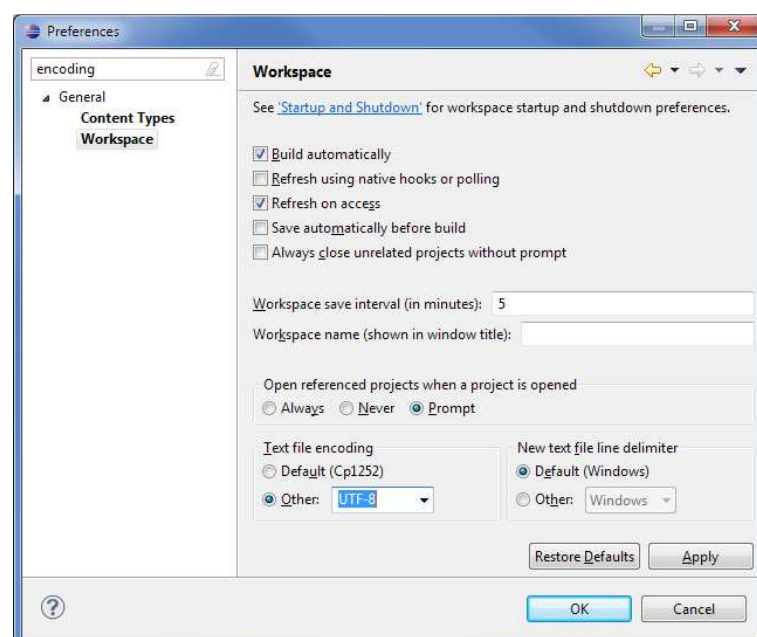 Preferences
encoding
General
Content Types
Workspace
Workspace
See 'Startup and Shutdown' for workspace startup and shutdown preferences.
Build automatically
Refresh using native hooks or polling
Refresh on access
Save automatically before build
Always close unrelated projects without prompt
Workspace save interval (in minutes): 5
Workspace name (shown in window title):
Open referenced projects when a project is opened
Always Never Prompt
Text file encoding
Default (Cp1252)
Other: UTF-8
New text file line delimiter
Default (Windows)
Other: Windows
Restore Defaults Apply
? OK Cancel